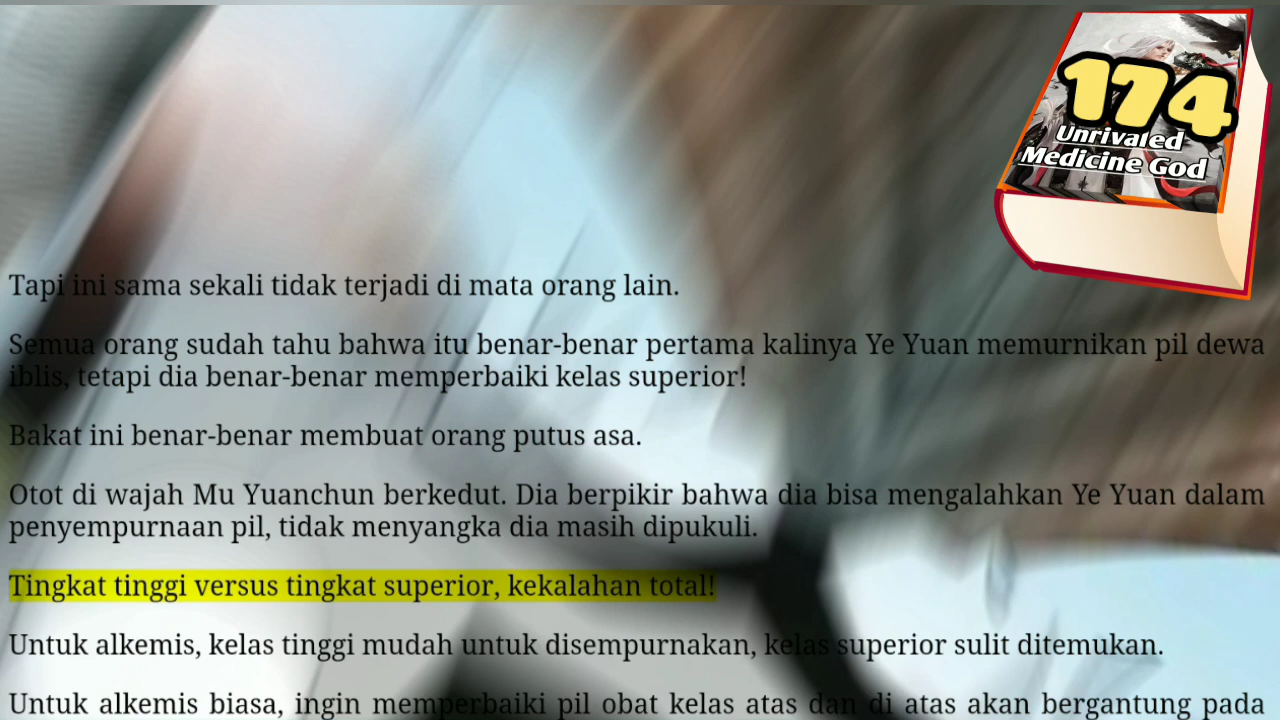 174
Unrivaled
Medicine God
Tapi ini sama sekali tidak terjadi di mata orang lain.
Semua orang sudah tahu bahwa itu benar-benar pertama kalinya Ye Yuan memurnikan pil dewa
iblis, tetapi dia benar-benar memperbaiki kelas superior!
Bakat ini benar-benar membuat orang putus asa.
Otot di wajah Mu Yuanchun berkedut. Dia berpikir bahwa dia bisa mengalahkan Ye Yuan dalam
penyempurnaan pil, tidak menyangka dia masih dipukuli.
Tingkat tinggi versus tingkat superior, kekalahan total!
Untuk alkemis, kelas tinggi mudah untuk disempurnakan, kelas superior sulit ditemukan.
Untuk alkemis biasa, ingin memperbaiki pil obat kelas atas dan di atas akan bergantung pada